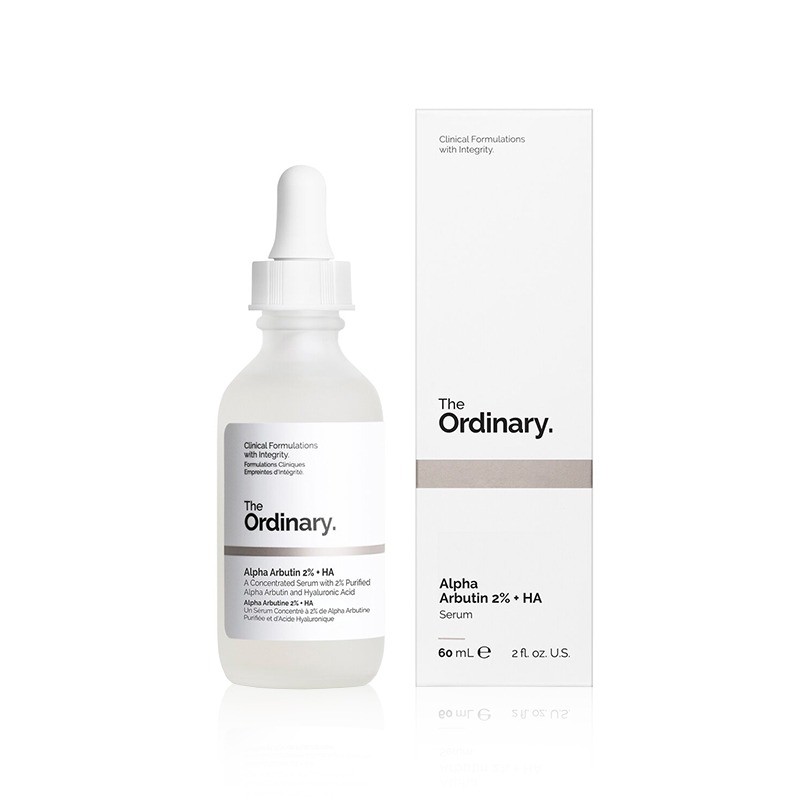 Clinical Formulations
with Integrity.
Formulations Cliniques
Empreintes d'Intégrité.
The
Ordinary.
Alpha Arbutin 2% + HA
A Concentrated Serum with 2% Purified
Alpha Arbutin and Hyaluronic Acid
Alpha Arbutine 2% + HA
Un Sérum Concentré à 2% de Alpha Arbutine
Purifiée et d'Acide Hyaluronique
Clinical Formulations
with Integrity.
The
Ordinary.
Alpha
Arbutin 2% + HA
Serum
60 mL ℮ 2 fl. oz. U.S.